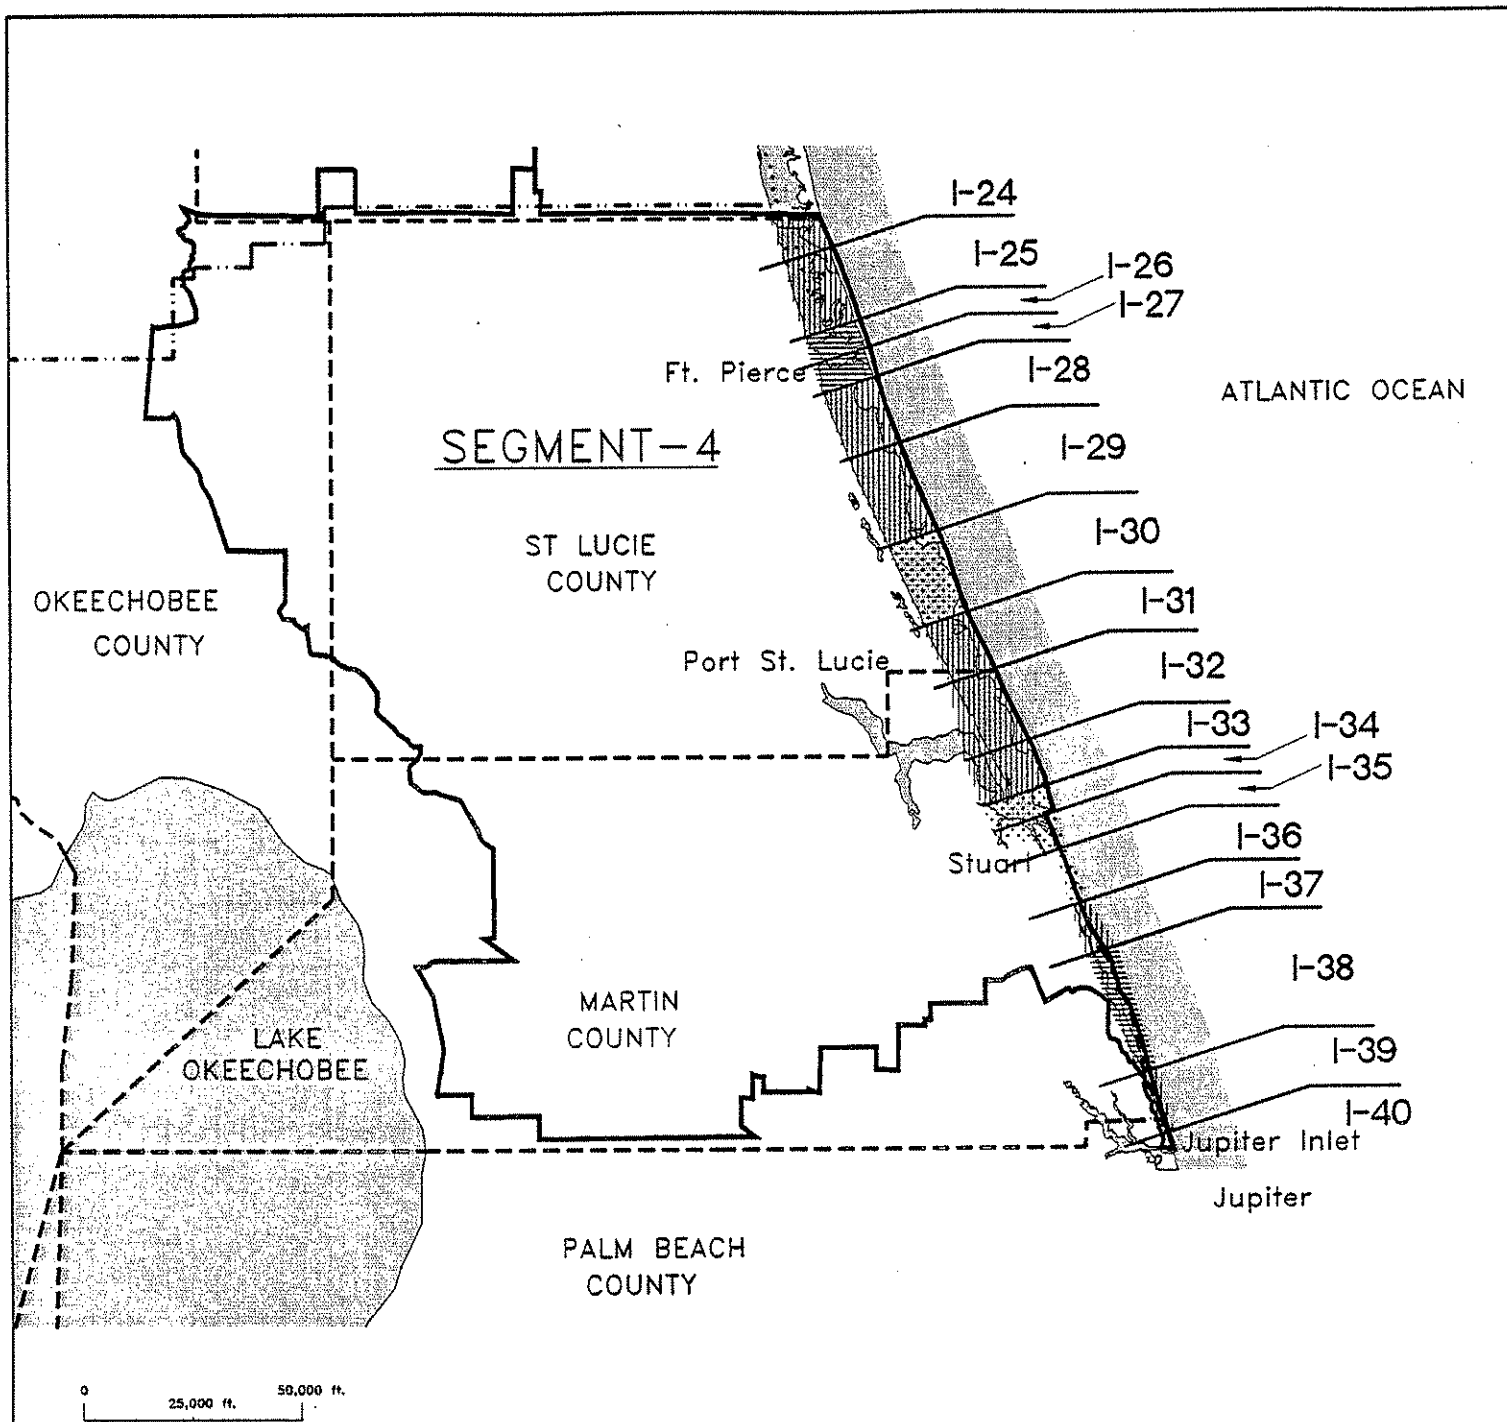 I-24
I-25
I-26
I-27
Ft. Pierce
I-28
ATLANTIC OCEAN
SEGMENT-4
I-29
ST LUCIE
COUNTY
I-30
OKEECHOBEE
COUNTY
I-31
Port St. Lucie
I-32
I-33
I-34
I-35
Stuart
I-36
I-37
I-38
MARTIN
COUNTY
LAKE
OKEECHOBEE
I-39
I-40
Jupiter Inlet
Jupiter
PALM BEACH
COUNTY
0
25,000 ft.
50,000 ft.